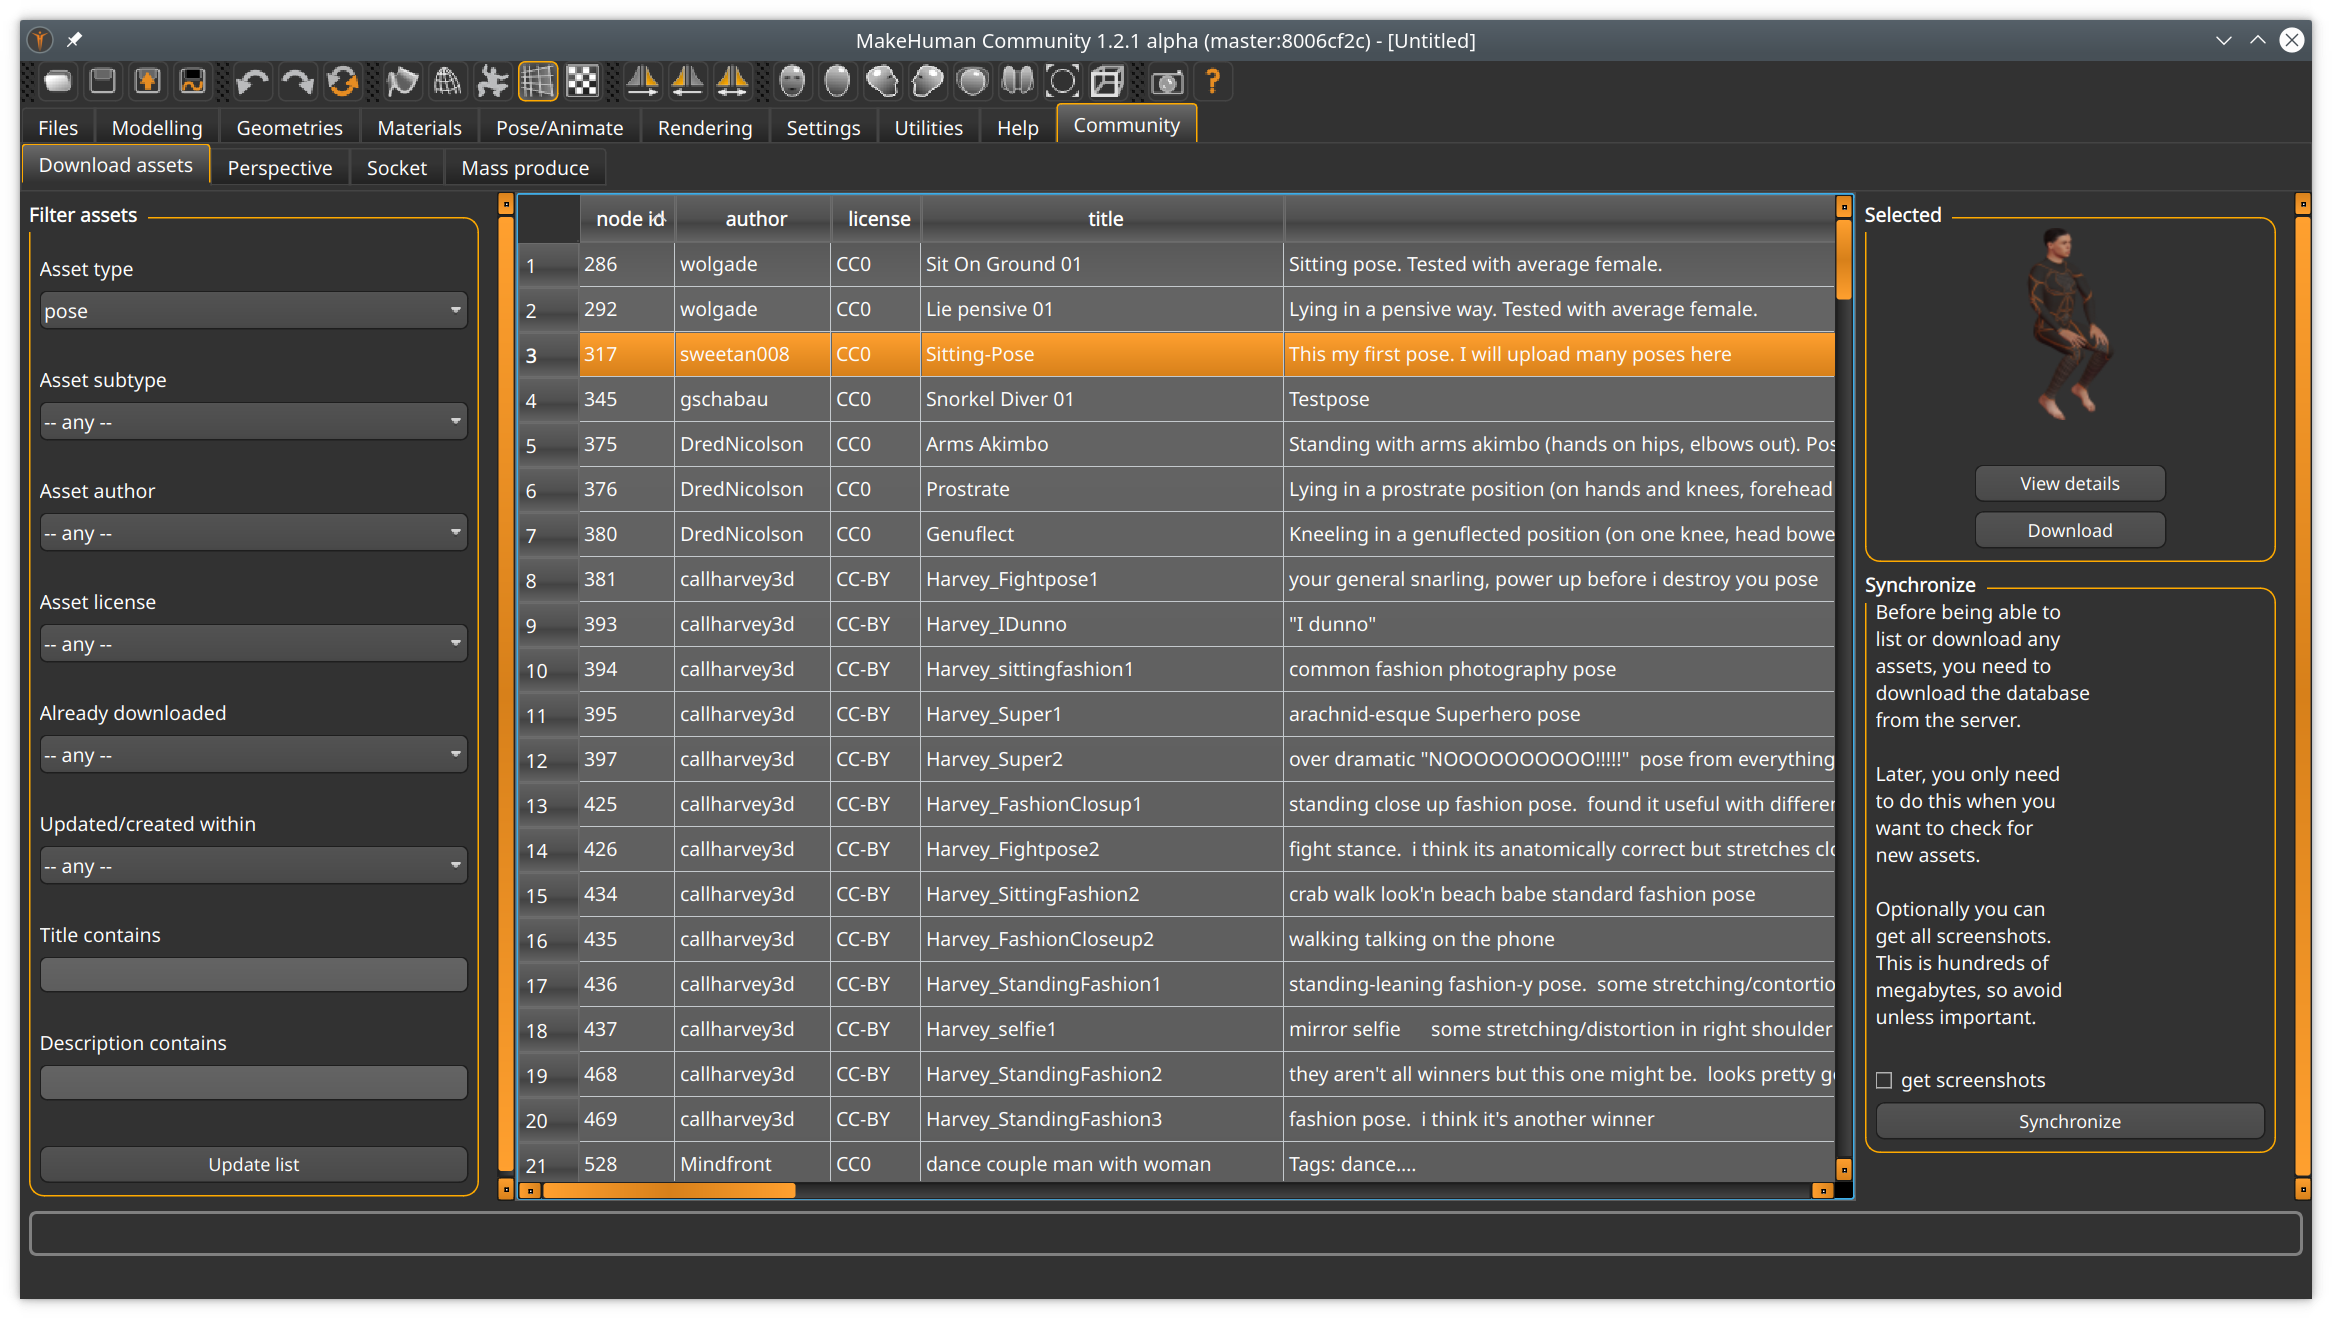 MakeHuman Community 1.2.1 alpha (master:8006cf2c) - [Untitled]
?
Files Modelling Geometries Materials Pose/Animate Rendering Settings Utilities Help Community
Download assets Perspective Socket Mass produce
Filter assets
Asset type
pose
Asset subtype
-- any --
Asset author
-- any --
Asset license
-- any --
Already downloaded
-- any --
Updated/created within
-- any --
Title contains
Description contains
Update list
node id author license title
1 286 wolgade CC0 Sit On Ground 01 Sitting pose. Tested with average female.
2 292 wolgade CC0 Lie pensive 01 Lying in a pensive way. Tested with average female.
3 317 sweetan008 CC0 Sitting-Pose This my first pose. I will upload many poses here
4 345 gschabau CC0 Snorkel Diver 01 Testpose
5 375 DredNicolson CC0 Arms Akimbo Standing with arms akimbo (hands on hips, elbows out). Pos
6 376 DredNicolson CC0 Prostrate Lying in a prostrate position (on hands and knees, forehead
7 380 DredNicolson CC0 Genuflect Kneeling in a genuflected position (on one knee, head bowe
8 381 callharvey3d CC-BY Harvey_Fightpose1 your general snarling, power up before i destroy you pose
9 393 callharvey3d CC-BY Harvey_IDunno "I dunno"
10 394 callharvey3d CC-BY Harvey_sittingfashion1 common fashion photography pose
11 395 callharvey3d CC-BY Harvey_Super1 arachnid-esque Superhero pose
12 397 callharvey3d CC-BY Harvey_Super2 over dramatic "NOOOOOOOOOO!!!!!" pose from everything
13 425 callharvey3d CC-BY Harvey_FashionClosup1 standing close up fashion pose. found it useful with differen
14 426 callharvey3d CC-BY Harvey_Fightpose2 fight stance. i think its anatomically correct but stretches clo
15 434 callharvey3d CC-BY Harvey_SittingFashion2 crab walk look'n beach babe standard fashion pose
16 435 callharvey3d CC-BY Harvey_FashionCloseup2 walking talking on the phone
17 436 callharvey3d CC-BY Harvey_StandingFashion1 standing-leaning fashion-y pose. some stretching/contortio
18 437 callharvey3d CC-BY Harvey_selfie1 mirror selfie some stretching/distortion in right shoulder
19 468 callharvey3d CC-BY Harvey_StandingFashion2 they aren't all winners but this one might be. looks pretty g
20 469 callharvey3d CC-BY Harvey_StandingFashion3 fashion pose. i think it's another winner
21 528 Mindfront CC0 dance couple man with woman Tags: dance....
Selected
View details
Download
Synchronize
Before being able to
list or download any
assets, you need to
download the database
from the server.
Later, you only need
to do this when you
want to check for
new assets.
Optionally you can
get all screenshots.
This is hundreds of
megabytes, so avoid
unless important.
get screenshots
Synchronize